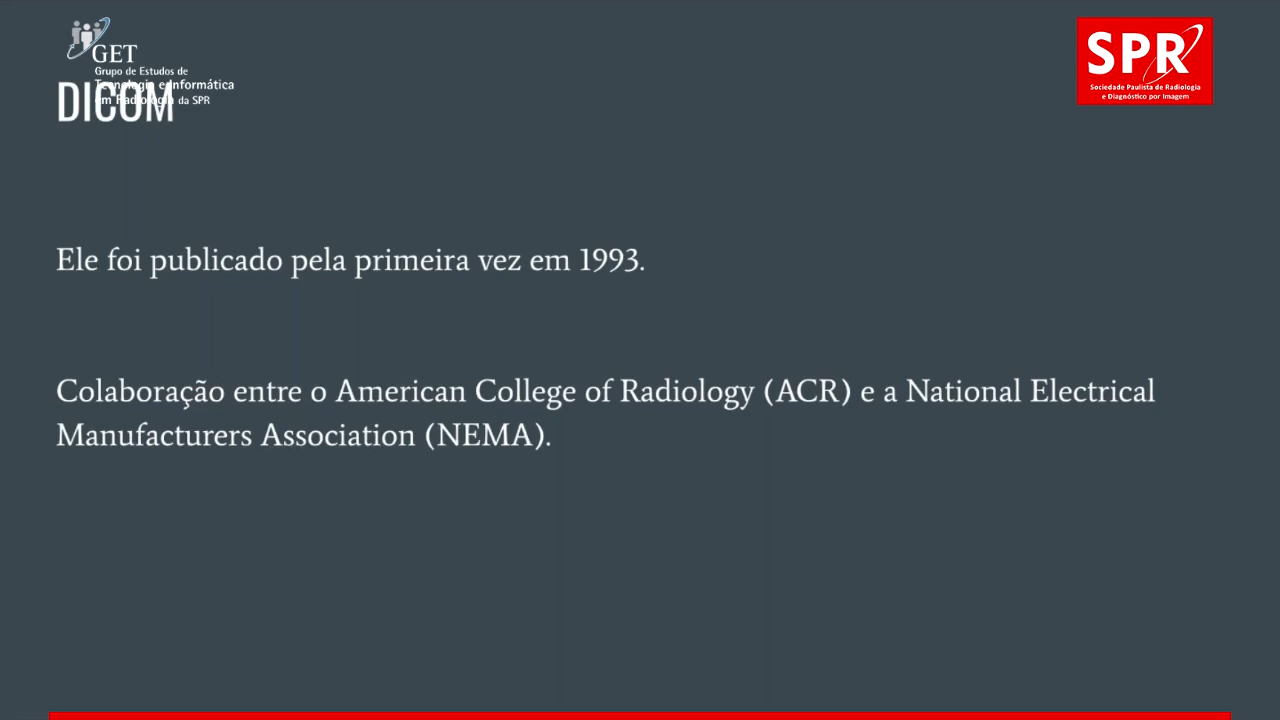 GET
Grupo de Estudos de
Tecnologia e Informática
em Radiologia da SPR
DICOM
SPR
Sociedade Paulista de Radiologia
e Diagnóstico por Imagem
Ele foi publicado pela primeira vez em 1993.
Colaboração entre o American College of Radiology (ACR) e a National Electrical
Manufacturers Association (NEMA).